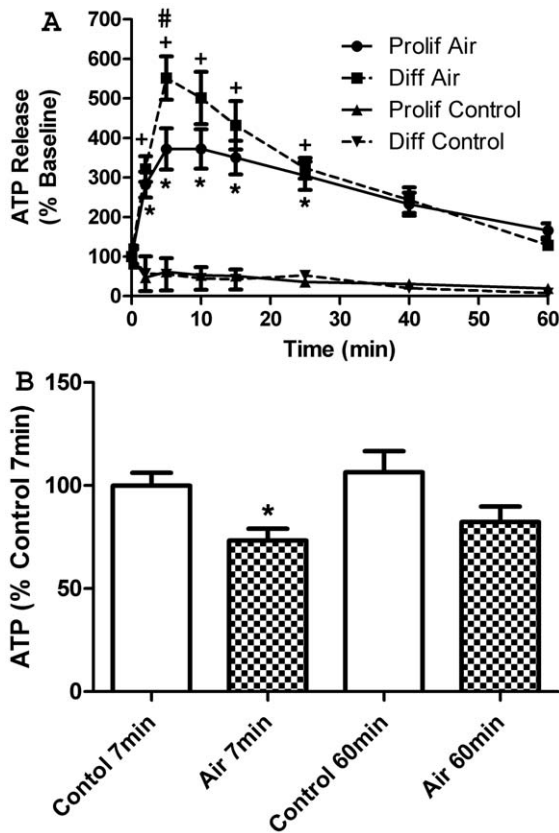 A
ATP Release
(% Baseline)
700
600
500
400
300
200
100
0
#
+
+
+
+
+
*
*
*
*
*
Prolif Air
Diff Air
Prolif Control
Diff Control
0
10
20
30
40
50
60
Time (min)
B
ATP (% Control 7min)
150
100
50
0
*
Contol 7min
Air 7min
Control 60min
Air 60min